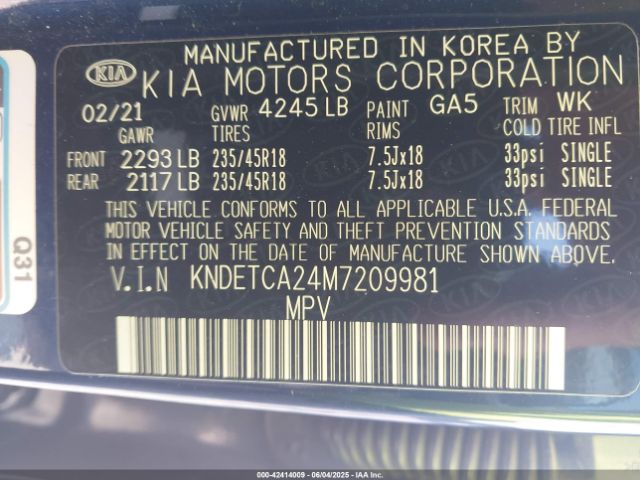 MANUFACTURED IN KOREA BY
KIA KIA MOTORS CORPORATION
02/21 GVWR 4245 LB PAINT GA5 TRIM WK
GAWR TIRES RIMS COLD TIRE INFL
FRONT 2293 LB 235/45R18 7.5Jx18 33psi SINGLE
REAR 2117 LB 235/45R18 7.5Jx18 33psi SINGLE
THIS VEHICLE CONFORMS TO ALL APPLICABLE U.S.A. FEDERAL
MOTOR VEHICLE SAFETY AND THEFT PREVENTION STANDARDS
IN EFFECT ON THE DATE OF MANUFACTURE SHOWN ABOVE.
V.I.N KNDETCA24M7209981
MPV
Q31
000-42414009 - 06/04/2025 - IAAI, Inc.